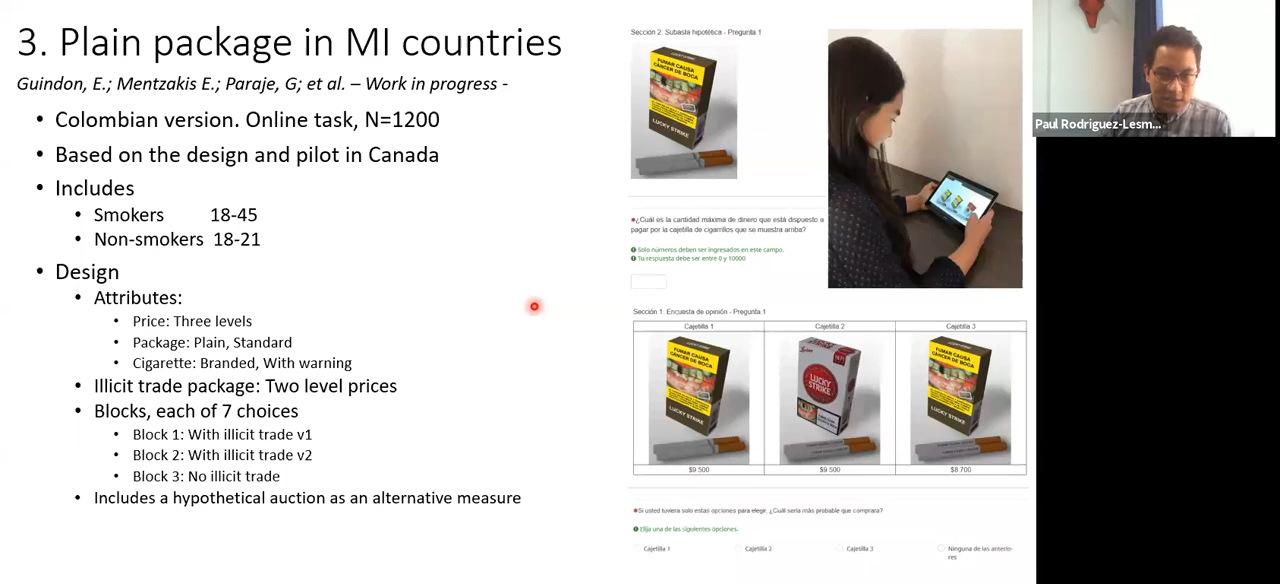 3. Plain package in MI countries
Guindon, E.; Mentzakis E.; Paraje, G; et al. – Work in progress -
• Colombian version. Online task, N=1200
• Based on the design and pilot in Canada
• Includes
• Smokers 18-45
• Non-smokers 18-21
• Design
• Attributes:
• Price: Three levels
• Package: Plain, Standard
• Cigarette: Branded, With warning
• Illicit trade package: Two level prices
• Blocks, each of 7 choices
• Block 1: With illicit trade v1
• Block 2: With illicit trade v2
• Block 3: No illicit trade
• Includes a hypothetical auction as an alternative measure
Sección 2. Subasta hipotética - Pregunta 1
FUMAR CAUSA
CÁNCER DE BOCA
LUCKY STRIKE
¿Cuál es la cantidad máxima de dinero que está dispuesto a
pagar por la cajetilla de cigarrillos que se muestra arriba?
Solo números deben ser ingresados en este campo.
Tu respuesta debe ser entre 0 y 10000
Sección 1. Encuesta de opinión - Pregunta 1
Cajetilla 1 Cajetilla 2 Cajetilla 3
FUMAR CAUSA
CÁNCER DE BOCA
LUCKY STRIKE
LUCKY
STRIKE
FUMAR CAUSA
CÁNCER DE BOCA
LUCKY STRIKE
$9 500 $9 500 $8 700
Si usted tuviera solo estas opciones para elegir, ¿Cuál sería más probable que comprara?
Elija una de las siguientes opciones.
Cajetilla 1 Cajetilla 2 Cajetilla 3 Ninguna de las anterio-
res
Paul Rodriguez-Lesm...